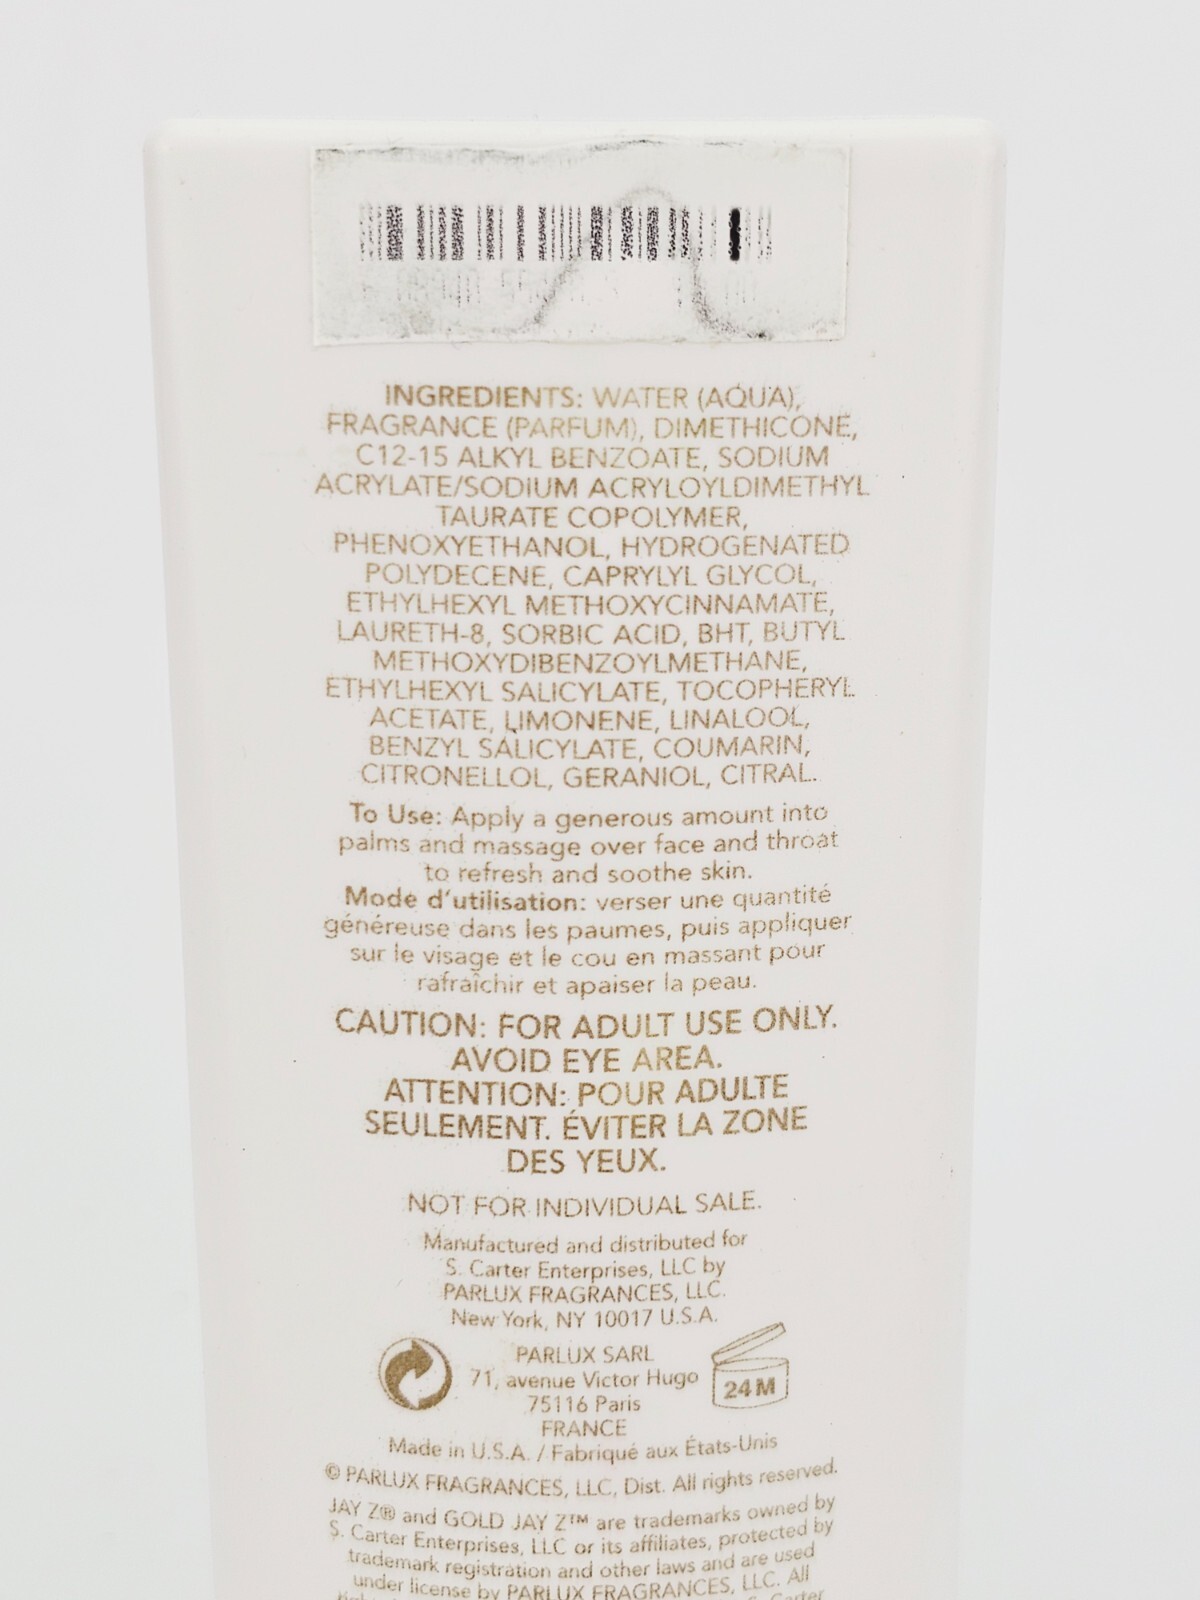 INGREDIENTS: WATER (AQUA),
FRAGRANCE (PARFUM), DIMETHICONE,
C12-15 ALKYL BENZOATE, SODIUM
ACRYLATE/SODIUM ACRYLOYLDIMETHYL
TAURATE COPOLYMER,
PHENOXYETHANOL, HYDROGENATED
POLYDECENE, CAPRYLYL GLYCOL,
ETHYLHEXYL METHOXYCINNAMATE,
LAURETH-8, SORBIC ACID, BHT, BUTYL
METHOXYDIBENZOYLMETHANE,
ETHYLHEXYL SALICYLATE, TOCOPHERYL
ACETATE, LIMONENE, LINALOOL,
BENZYL SALICYLATE, COUMARIN,
CITRONELLOL, GERANIOL, CITRAL.
To Use: Apply a generous amount into
palms and massage over face and throat
to refresh and soothe skin.
Mode d'utilisation: verser une quantité
généreuse dans les paumes, puis appliquer
sur le visage et le cou en massant pour
rafraîchir et apaiser la peau.
CAUTION: FOR ADULT USE ONLY.
AVOID EYE AREA.
ATTENTION: POUR ADULTE
SEULEMENT. ÉVITER LA ZONE
DES YEUX.
NOT FOR INDIVIDUAL SALE.
Manufactured and distributed for
S. Carter Enterprises, LLC by
PARLUX FRAGRANCES, LLC.
New York, NY 10017 U.S.A.
PARLUX SARL
71, avenue Victor Hugo
75116 Paris
FRANCE
24M
Made in U.S.A. / Fabriqué aux États-Unis
© PARLUX FRAGRANCES, LLC, Dist. All rights reserved.
JAY Z® and GOLD JAY Z™ are trademarks owned by
S. Carter Enterprises, LLC or its affiliates, protected by
trademark registration and other laws and are used
under license by PARLUX FRAGRANCES, LLC. All
S. Carter